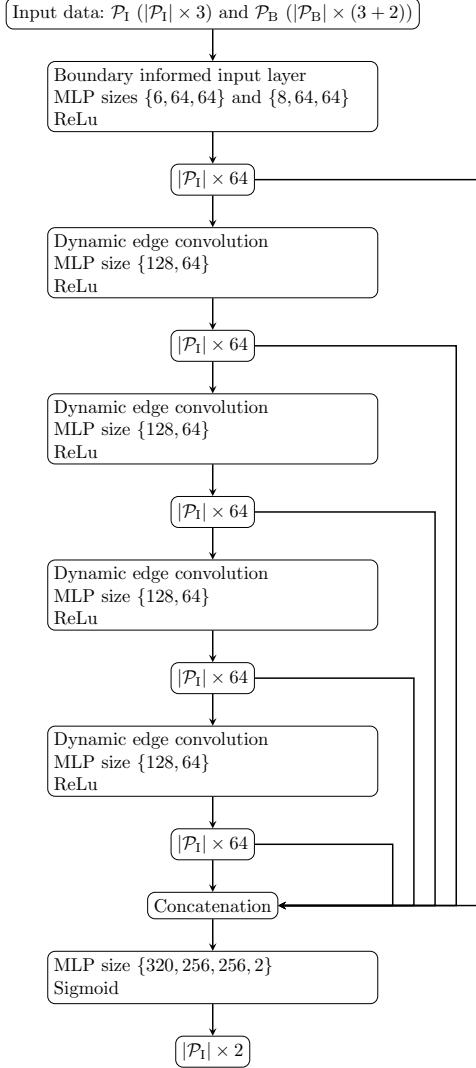 Input data: 𝒫_I (|𝒫_I| × 3) and 𝒫_B (|𝒫_B| × (3 + 2))
Boundary informed input layer
MLP sizes {6, 64, 64} and {8, 64, 64}
ReLu
|𝒫_I| × 64
Dynamic edge convolution
MLP size {128, 64}
ReLu
|𝒫_I| × 64
Dynamic edge convolution
MLP size {128, 64}
ReLu
|𝒫_I| × 64
Dynamic edge convolution
MLP size {128, 64}
ReLu
|𝒫_I| × 64
Dynamic edge convolution
MLP size {128, 64}
ReLu
|𝒫_I| × 64
Concatenation
MLP size {320, 256, 256, 2}
Sigmoid
|𝒫_I| × 2